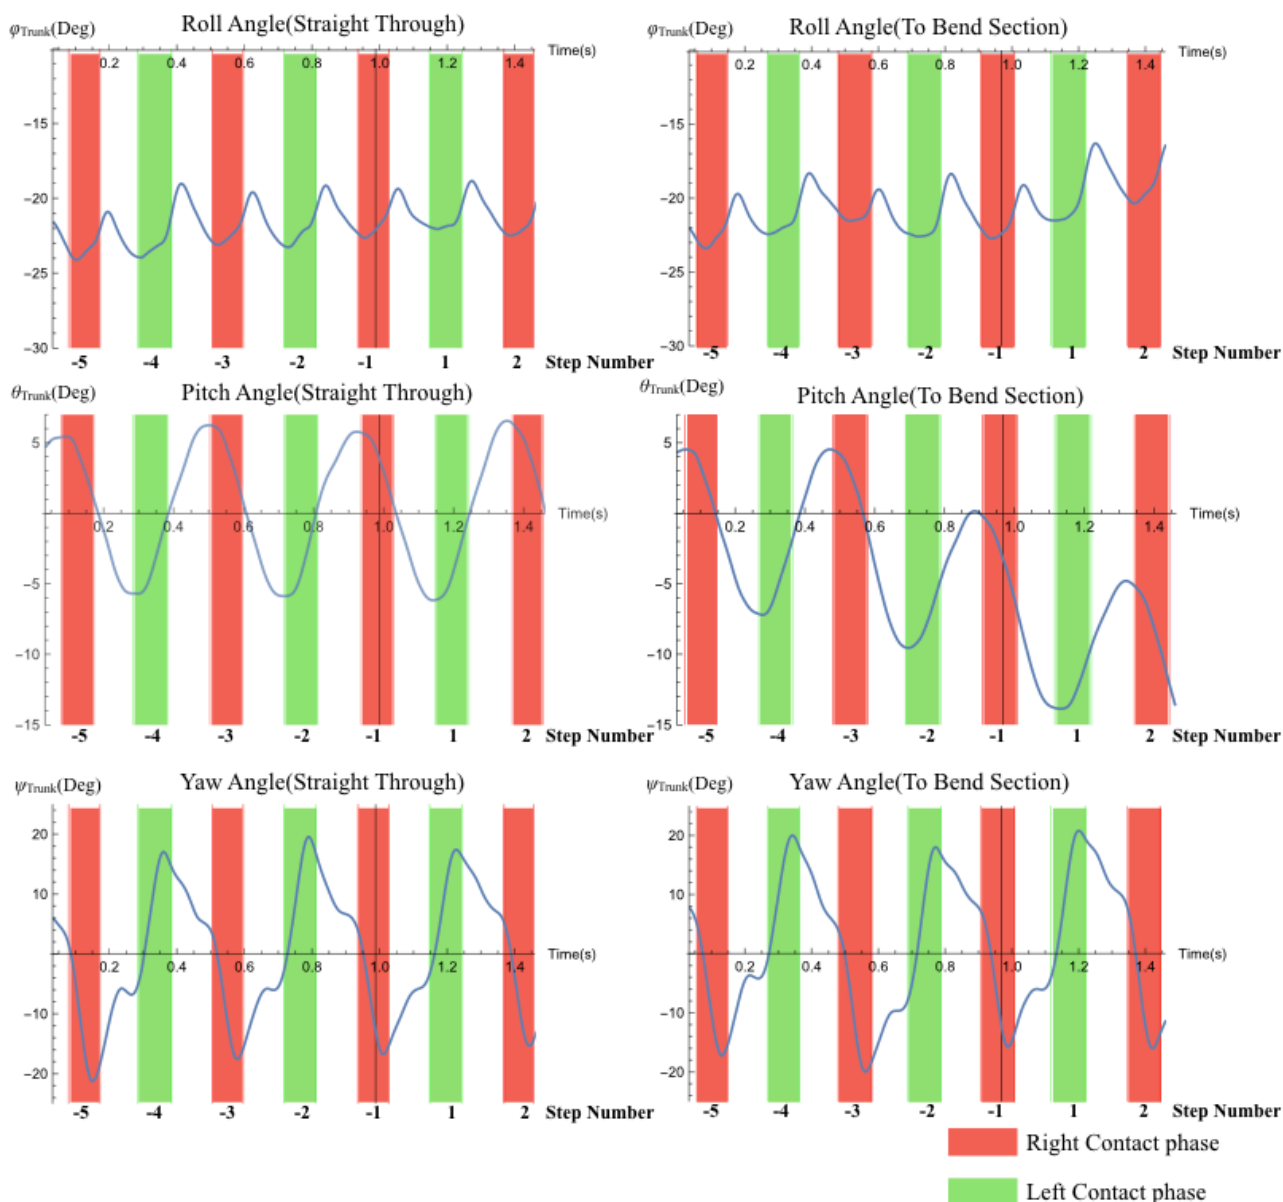 Roll Angle(Straight Through)
φTrunk(Deg)
Time(s)
0.2 0.4 0.6 0.8 1.0 1.2 1.4
−15
−20
−25
−30
-5 -4 -3 -2 -1 1 2 Step Number
Roll Angle(To Bend Section)
φTrunk(Deg)
Time(s)
0.2 0.4 0.6 0.8 1.0 1.2 1.4
−15
−20
−25
−30
-5 -4 -3 -2 -1 1 2 Step Number
Pitch Angle(Straight Through)
θTrunk(Deg)
5
Time(s)
0.2 0.4 0.6 0.8 1.0 1.2 1.4
−5
−10
−15
-5 -4 -3 -2 -1 1 2 Step Number
Pitch Angle(To Bend Section)
θTrunk(Deg)
5
Time(s)
0.2 0.4 0.6 0.8 1.0 1.2 1.4
−5
−10
−15
-5 -4 -3 -2 -1 1 2 Step Number
Yaw Angle(Straight Through)
ψTrunk(Deg)
20
10
Time(s)
0.2 0.4 0.6 0.8 1.0 1.2 1.4
−10
−20
-5 -4 -3 -2 -1 1 2 Step Number
Yaw Angle(To Bend Section)
ψTrunk(Deg)
20
10
Time(s)
0.2 0.4 0.6 0.8 1.0 1.2 1.4
−10
−20
-5 -4 -3 -2 -1 1 2 Step Number
Right Contact phase
Left Contact phase